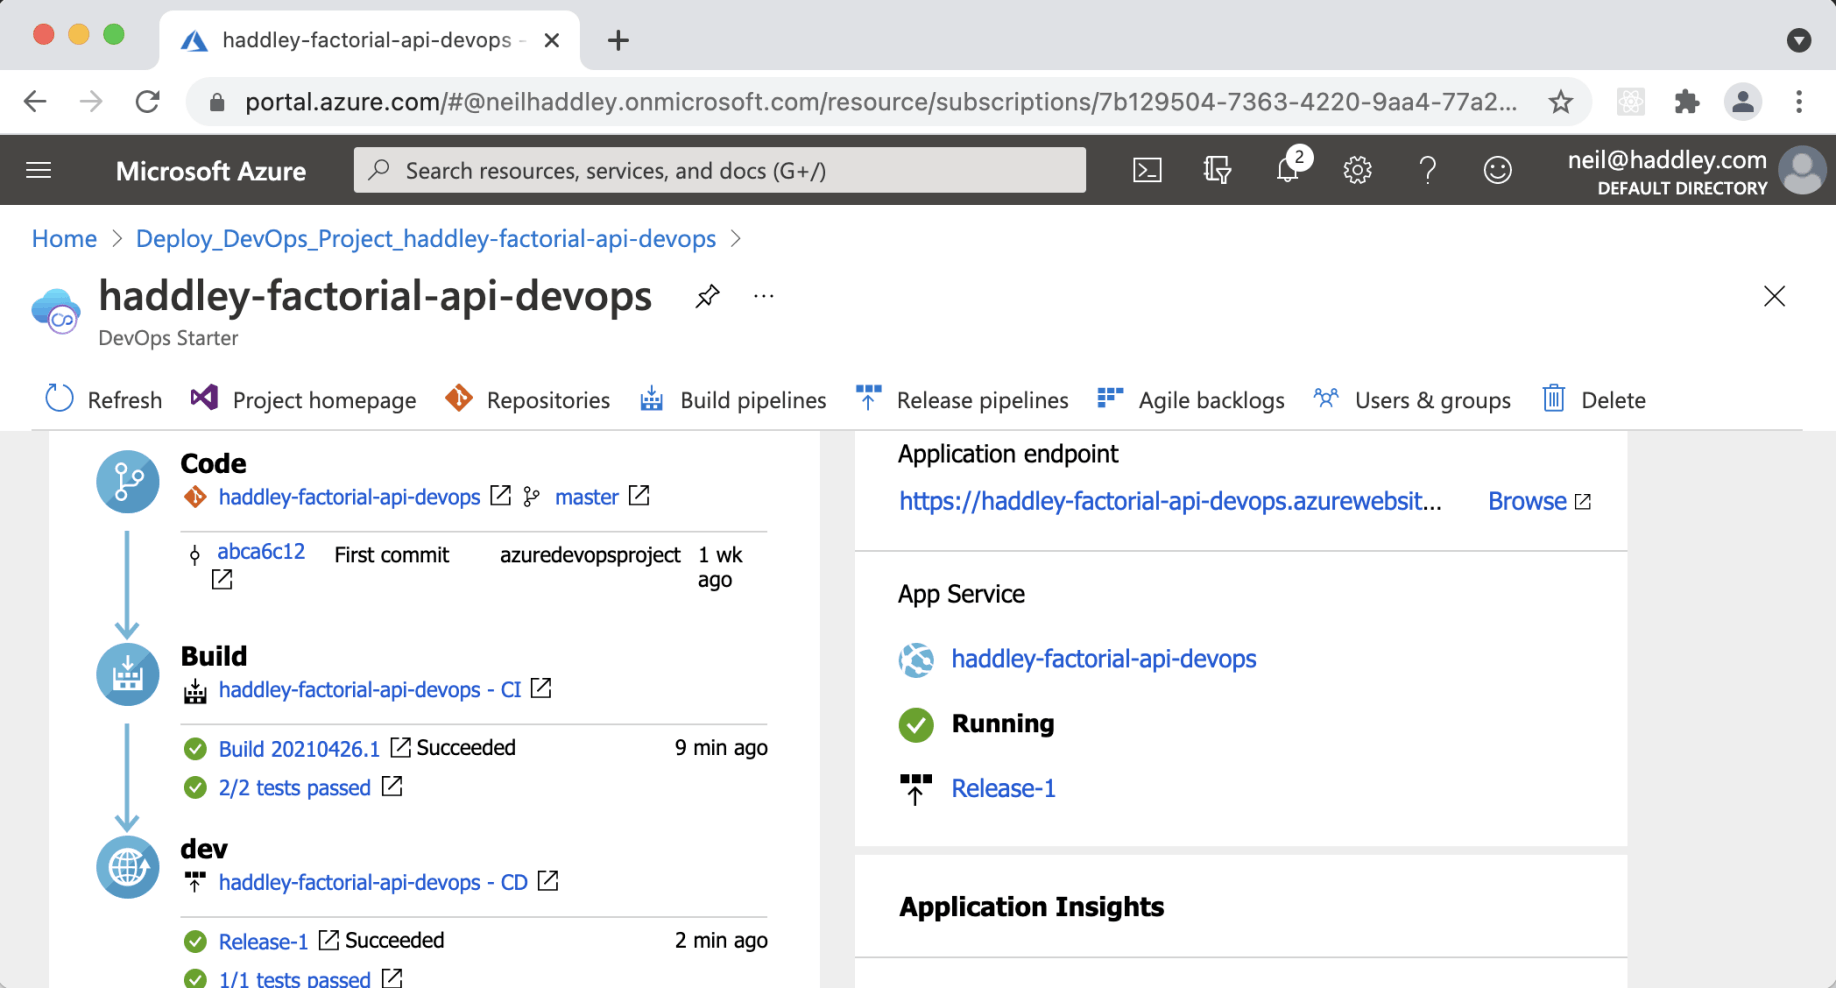 haddley-factorial-api-devops -
portal.azure.com/#@neilhaddley.onmicrosoft.com/resource/subscriptions/7b129504-7363-4220-9aa4-77a2...
Microsoft Azure
Search resources, services, and docs (G+/)
2
neil@haddley.com
DEFAULT DIRECTORY
Home > Deploy_DevOps_Project_haddley-factorial-api-devops >
haddley-factorial-api-devops ...
DevOps Starter
Refresh Project homepage Repositories Build pipelines Release pipelines Agile backlogs Users & groups Delete
Code
haddley-factorial-api-devops master
abca6c12 First commit azuredevopsproject 1 wk
ago
Build
haddley-factorial-api-devops - CI
Build 20210426.1 Succeeded 9 min ago
2/2 tests passed
dev
haddley-factorial-api-devops - CD
Release-1 Succeeded 2 min ago
1/1 tests passed
Application endpoint
https://haddley-factorial-api-devops.azurewebsit... Browse
App Service
haddley-factorial-api-devops
Running
Release-1
Application Insights